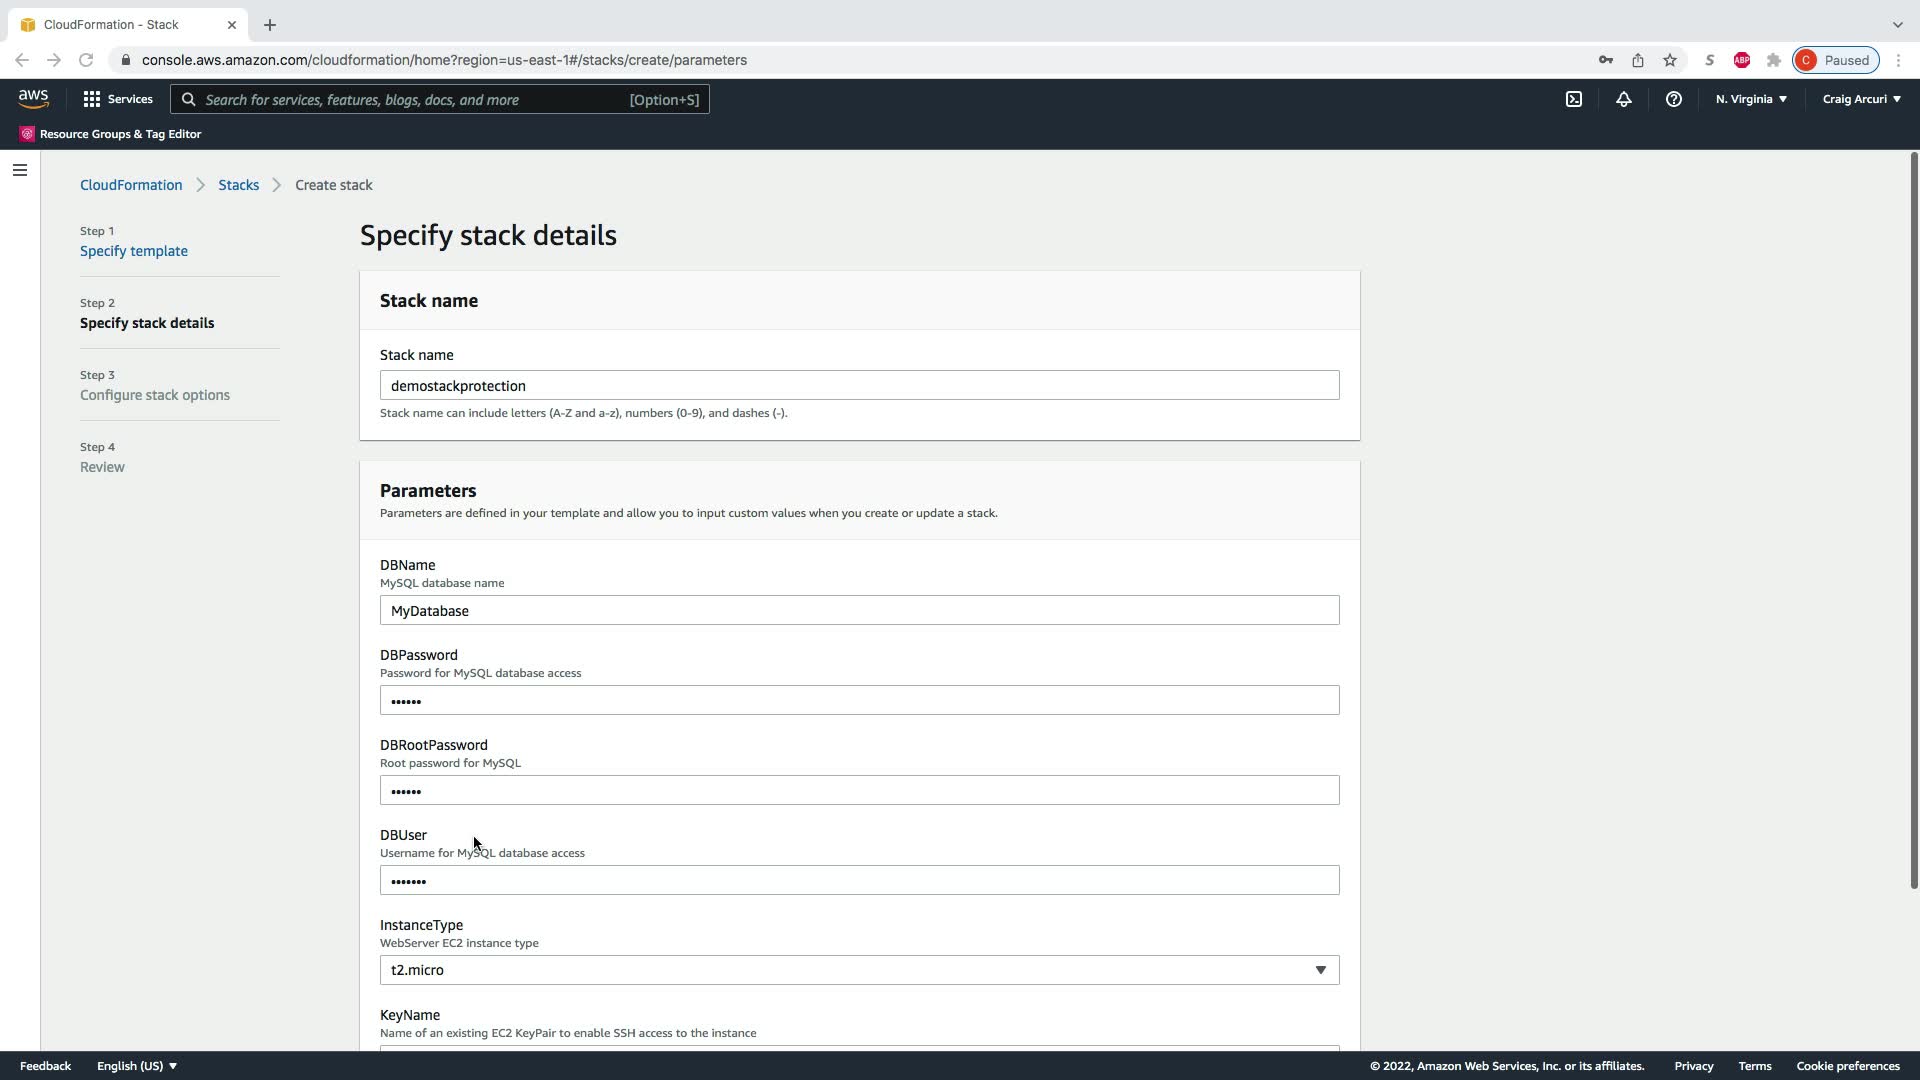 CloudFormation - Stack
console.aws.amazon.com/cloudformation/home?region=us-east-1#/stacks/create/parameters
S
ABP
C
Paused
aws
Services
Search for services, features, blogs, docs, and more
[Option+S]
N. Virginia
Craig Arcuri
Resource Groups & Tag Editor
CloudFormation
Stacks
Create stack
Step 1
Specify template
Step 2
Specify stack details
Step 3
Configure stack options
Step 4
Review
Specify stack details
Stack name
Stack name
demostackprotection
Stack name can include letters (A-Z and a-z), numbers (0-9), and dashes (-).
Parameters
Parameters are defined in your template and allow you to input custom values when you create or update a stack.
DBName
MySQL database name
MyDatabase
DBPassword
Password for MySQL database access
••••••
DBRootPassword
Root password for MySQL
••••••
DBUser
Username for MySQL database access
•••••••
InstanceType
WebServer EC2 instance type
t2.micro
KeyName
Name of an existing EC2 KeyPair to enable SSH access to the instance
Feedback
English (US)
© 2022, Amazon Web Services, Inc. or its affiliates.
Privacy
Terms
Cookie preferences